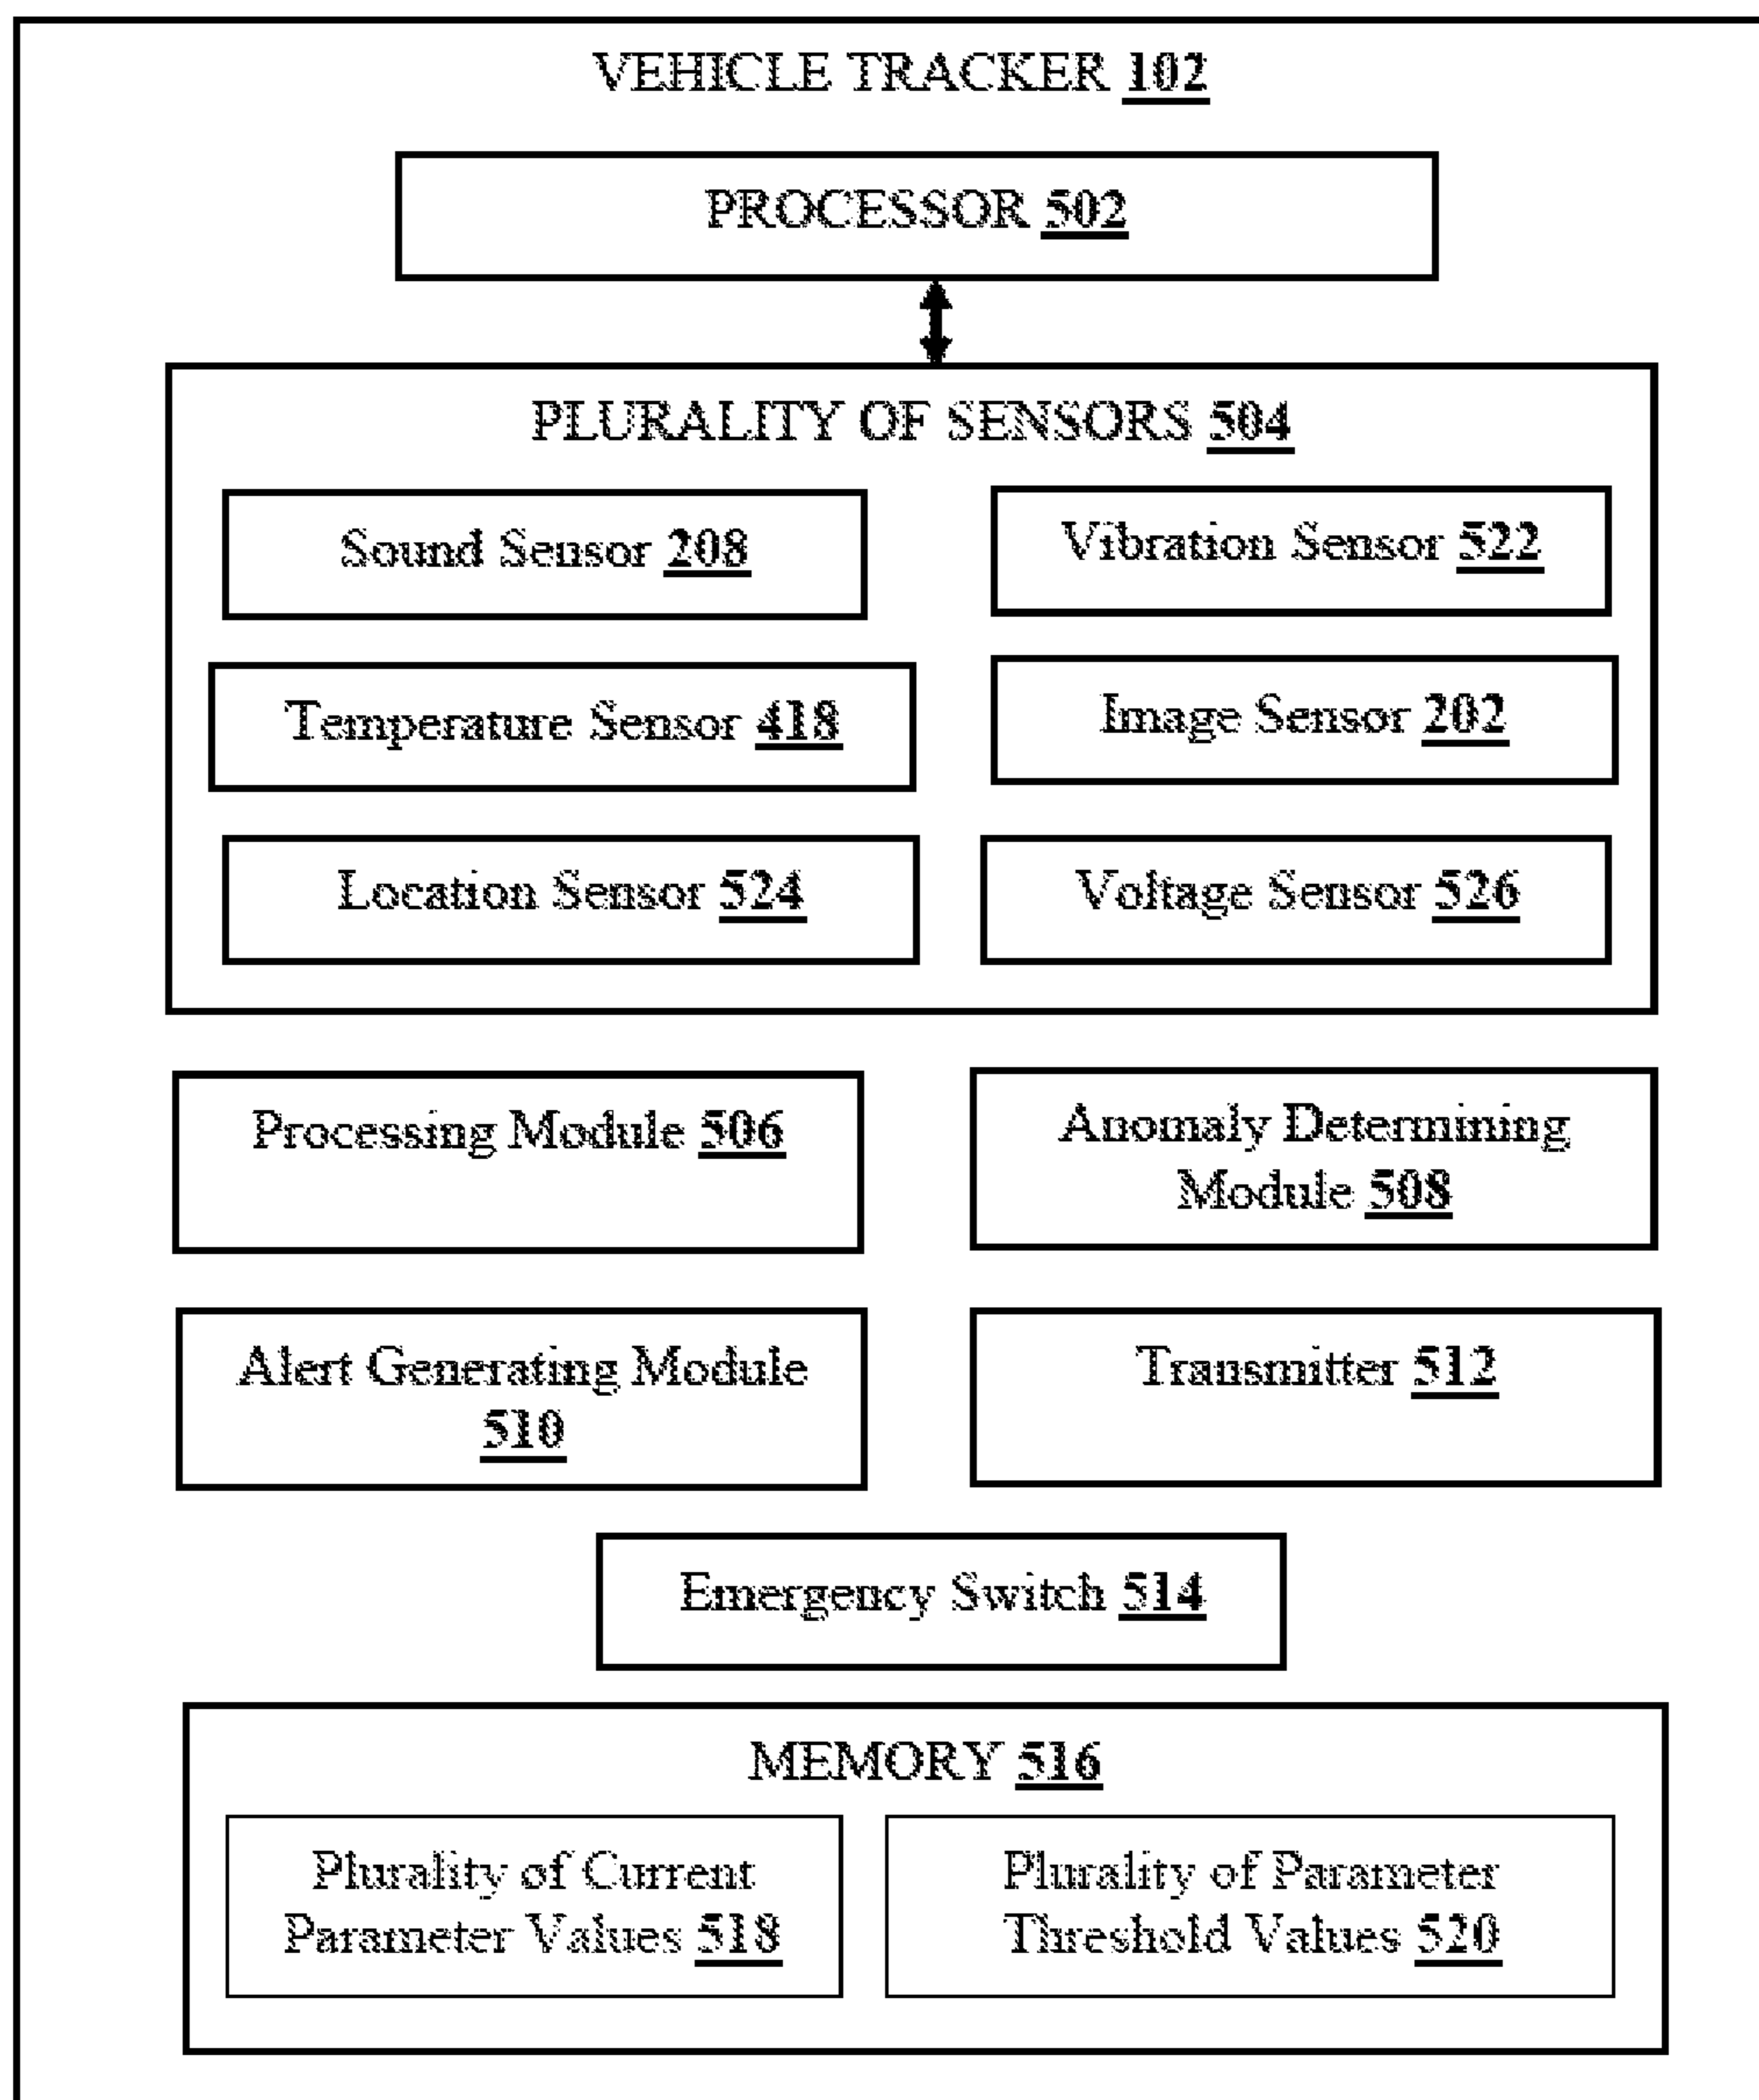 VEHICLE TRACKER 102
PROCESSOR 502
PLURALITY OF SENSORS 504
Sound Sensor 208
Vibration Sensor 522
Temperature Sensor 418
Image Sensor 202
Location Sensor 524
Voltage Sensor 526
Processing Module 506
Anomaly Determining
Module 508
Alert Generating Module
510
Transmitter 512
Emergency Switch 514
MEMORY 516
Plurality of Current
Parameter Values 518
Plurality of Parameter
Threshold Values 520